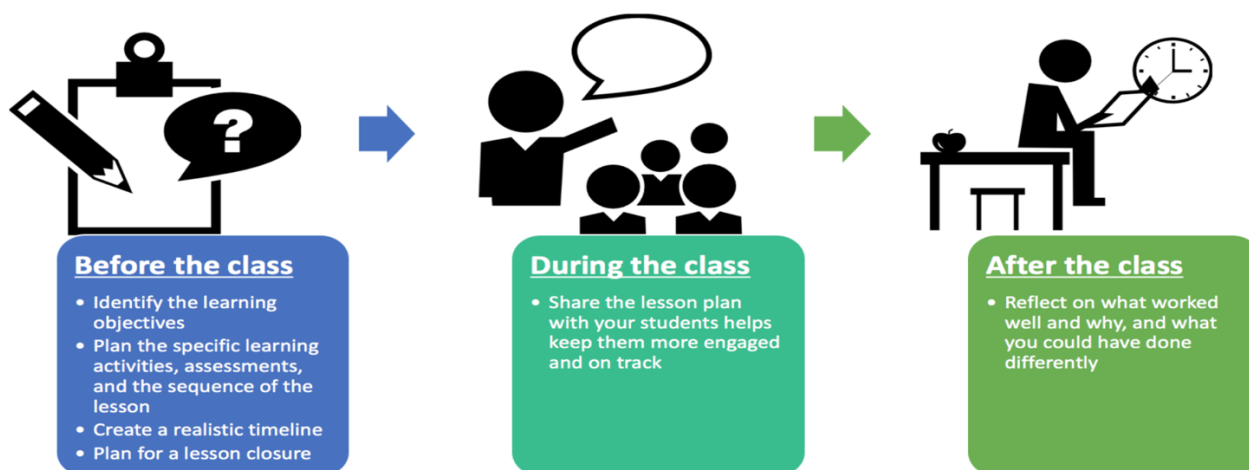 ?
Before the class
• Identify the learning
objectives
• Plan the specific learning
activities, assessments,
and the sequence of the
lesson
• Create a realistic timeline
• Plan for a lesson closure
During the class
• Share the lesson plan
with your students helps
keep them more engaged
and on track
After the class
• Reflect on what worked
well and why, and what
you could have done
differently